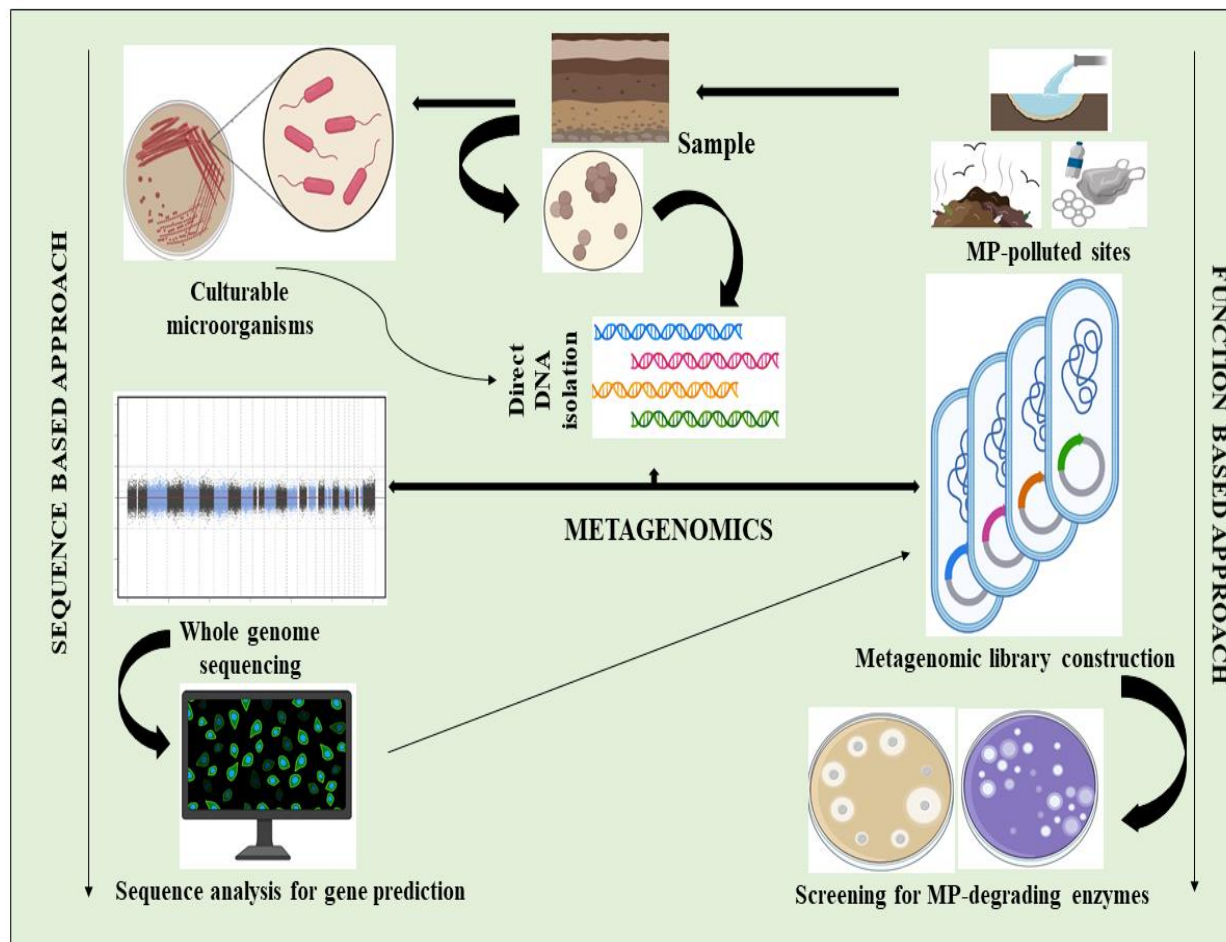 SEQUENCE BASED APPROACH
Sample
MP-polluted sites
Culturable
microorganisms
Direct
DNA
isolation
METAGENOMICS
Whole genome
sequencing
Metagenomic library construction
Sequence analysis for gene prediction
Screening for MP-degrading enzymes
FUNCTION BASED APPROACH